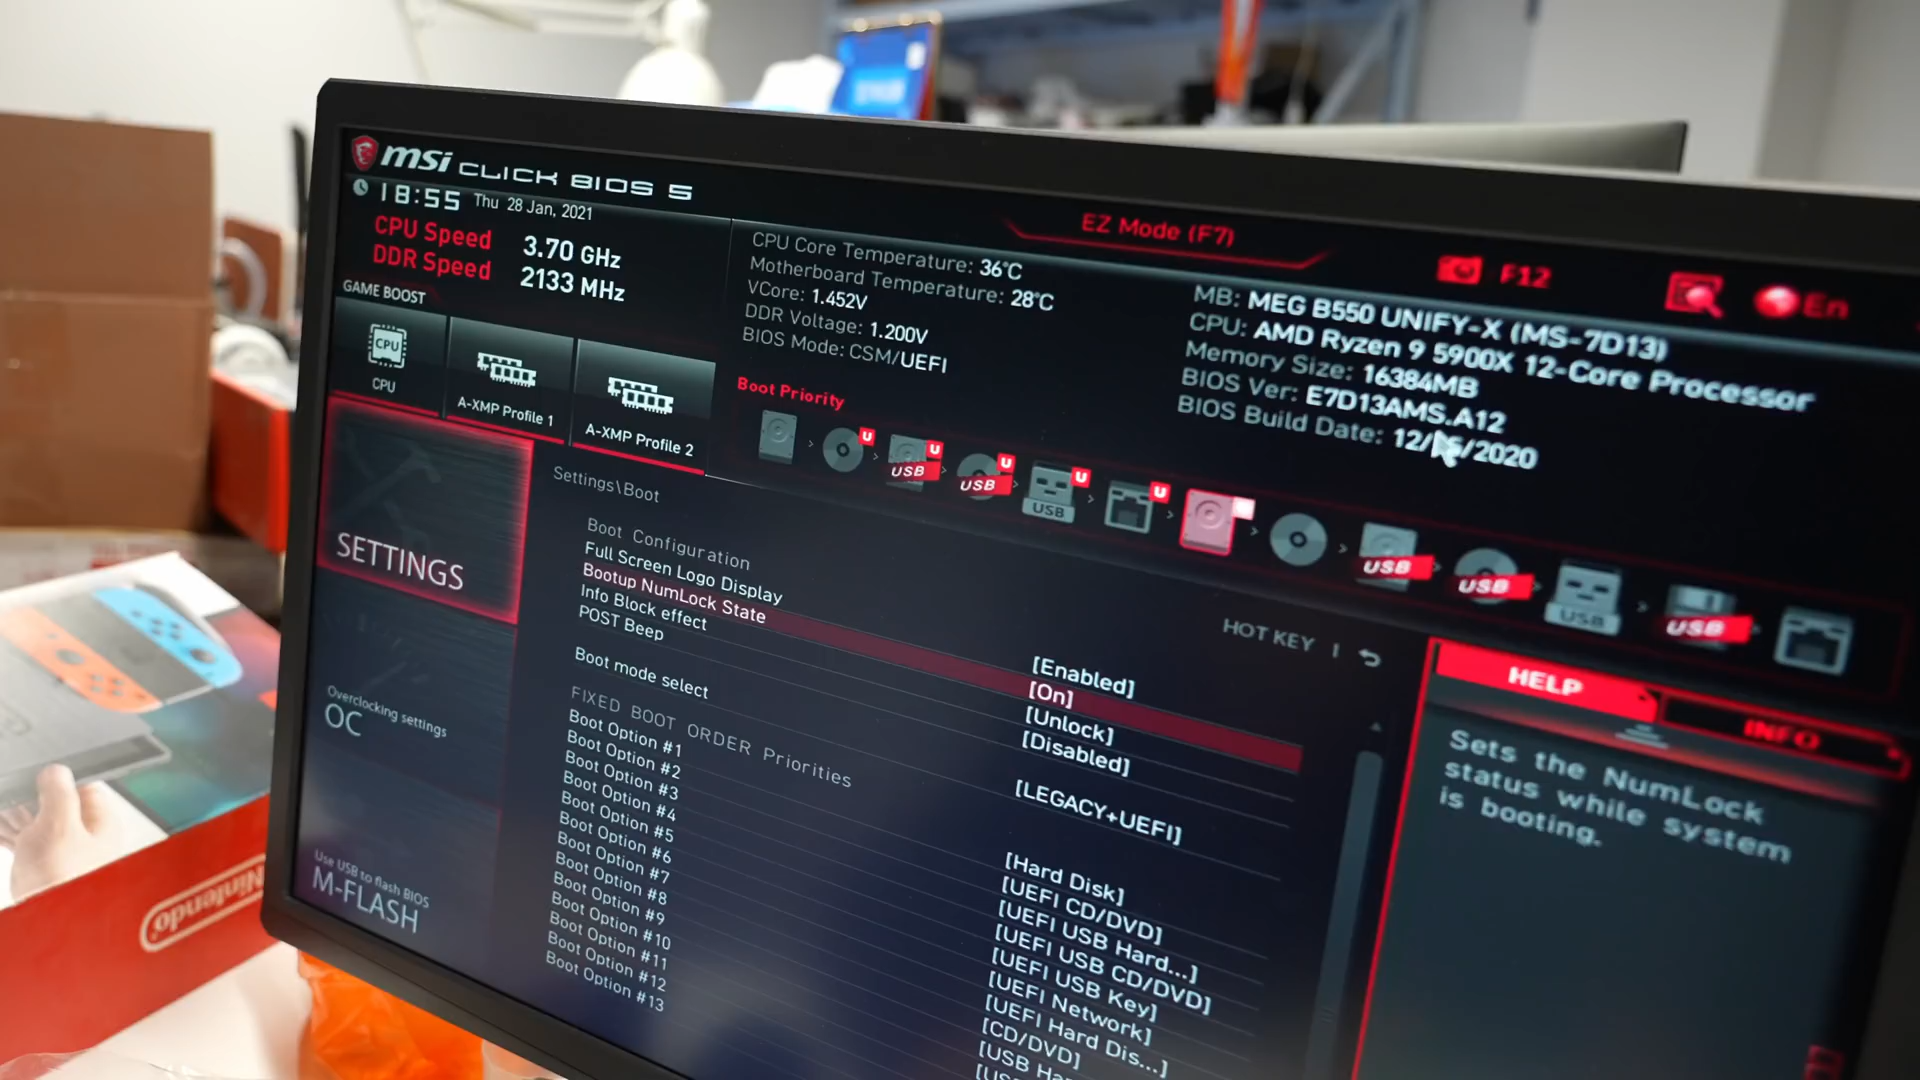 msi CLICK BIOS 5
18:55 Thu 28 Jan, 2021
CPU Speed 3.70 GHz
DDR Speed 2133 MHz
GAME BOOST
CPU
CPU
A-XMP Profile 1
A-XMP Profile 2
EZ Mode (F7)
F12
En
CPU Core Temperature: 36°C
Motherboard Temperature: 28°C
VCore: 1.452V
DDR Voltage: 1.200V
BIOS Mode: CSM/UEFI
MB: MEG B550 UNIFY-X (MS-7D13)
CPU: AMD Ryzen 9 5900X 12-Core Processor
Memory Size: 16384MB
BIOS Ver: E7D13AMS.A12
BIOS Build Date:
Boot Priority
U
U
USB
U
USB
U
USB
U
USB
USB
USB
USB
SETTINGS
Overclocking settings
OC
Use USB to flash BIOS
M-FLASH
Settings\Boot
HOT KEY
Boot Configuration
Full Screen Logo Display [Enabled]
Bootup NumLock State [On]
Info Block effect [Unlock]
POST Beep [Disabled]
Boot mode select [LEGACY+UEFI]
FIXED BOOT ORDER Priorities
Boot Option #1 [Hard Disk]
Boot Option #2 [UEFI CD/DVD]
Boot Option #3 [UEFI USB Hard...]
Boot Option #4 [UEFI USB CD/DVD]
Boot Option #5 [UEFI USB Key]
Boot Option #6 [UEFI Network]
Boot Option #7 [UEFI Hard Dis...]
Boot Option #8 [CD/DVD]
Boot Option #9
Boot Option #10
Boot Option #11
Boot Option #12
Boot Option #13
HELP
INFO
Sets the NumLock
status while system
is booting.
Nintendo